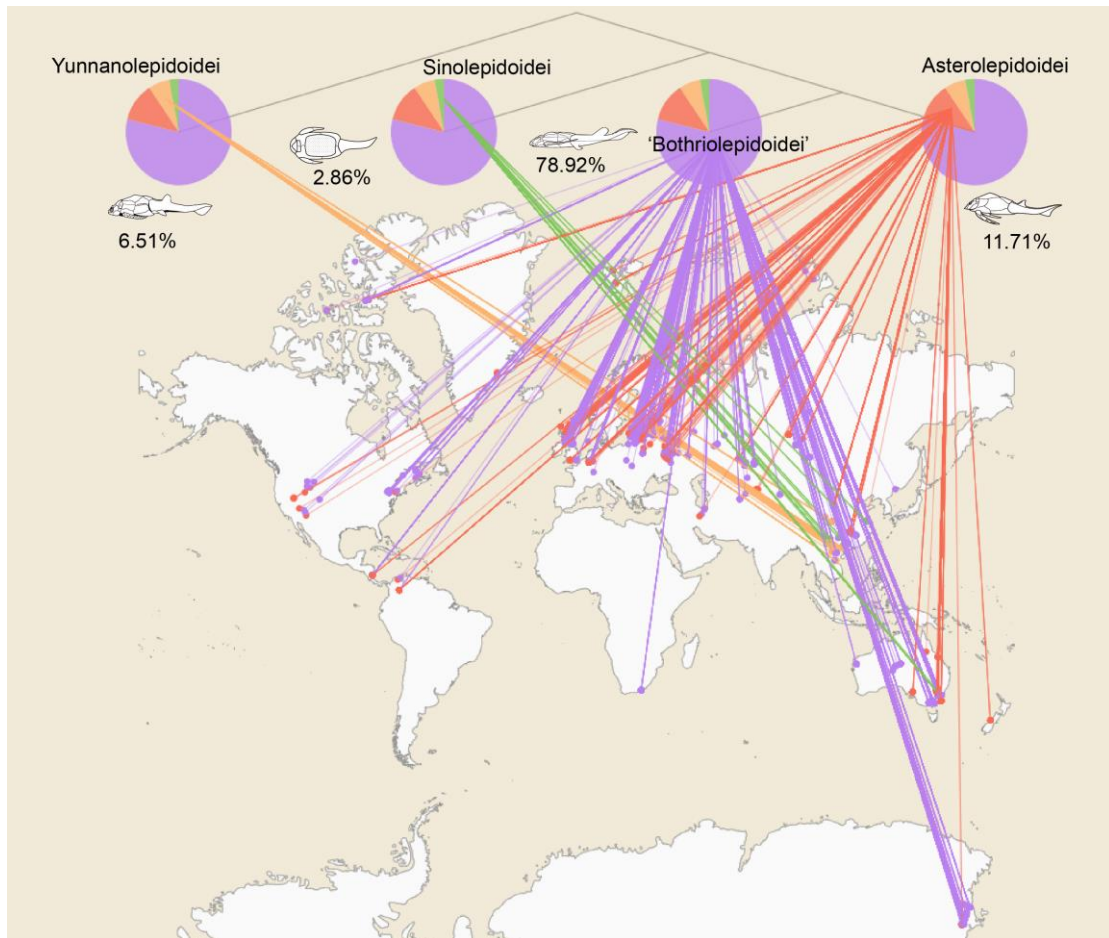 Yunnanolepidoidei
Sinolepidoidei
Asterolepidoidei
‘Bothriolepidoidei’
2.86%
78.92%
6.51%
11.71%